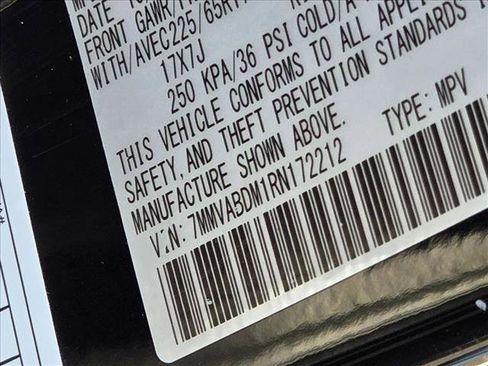 DATE
FRONT GAWR/
WITH/AVEC225/65R
17X7J
250 KPA/36 PSI COLD/A
THIS VEHICLE CONFORMS TO ALL APPLI
SAFETY, AND THEFT PREVENTION STANDARDS
MANUFACTURE SHOWN ABOVE.
VIN: 7MMVABDM1RN172212 TYPE: MPV